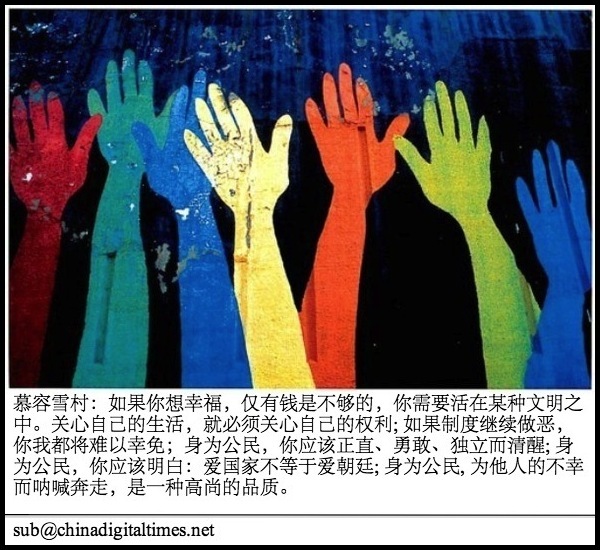 慕容雪村：如果你想幸福，仅有钱是不够的，你需要活在某种文明之
中。关心自己的生活，就必须关心自己的权利; 如果制度继续做恶，
你我都将难以幸免；身为公民，你应该正直、勇敢、独立而清醒; 身
为公民，你应该明白：爱国家不等于爱朝廷; 身为公民, 为他人的不幸
而呐喊奔走，是一种高尚的品质。
sub@chinadigitaltimes.net